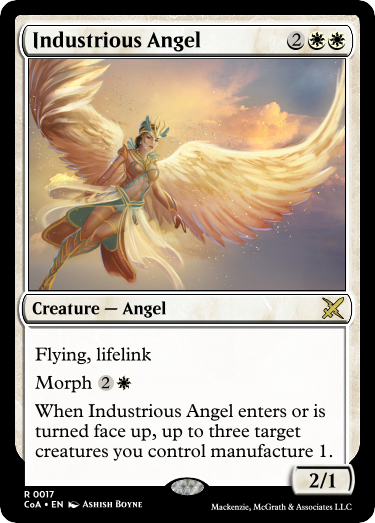 Industrious Angel 2
Creature — Angel
Flying, lifelink
Morph 2
When Industrious Angel enters or is
turned face up, up to three target
creatures you control manufacture 1.
2/1
R 0017
CoA • EN Ashish Boyne
Mackenzie, McGrath & Associates LLC